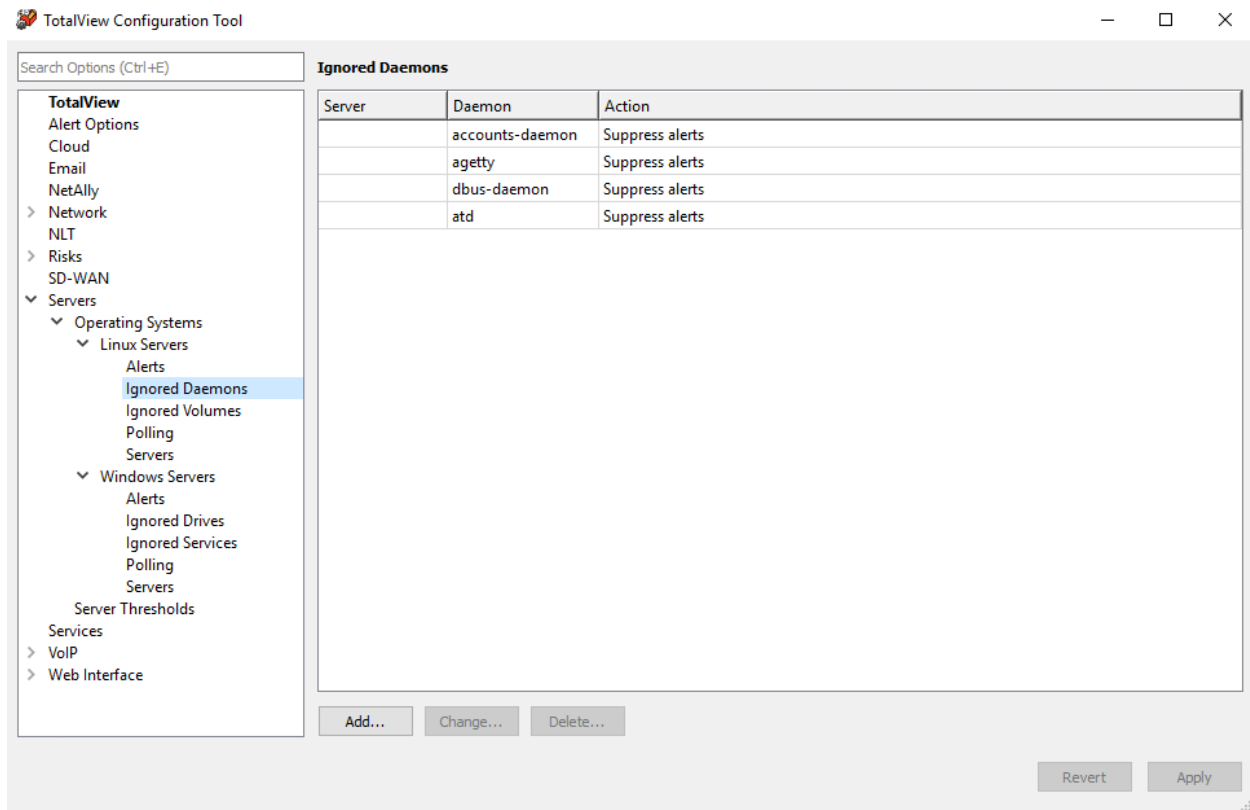 TotalView Configuration Tool
Search Options (Ctrl+E)
TotalView
Alert Options
Cloud
Email
NetAlly
Network
NLT
Risks
SD-WAN
Servers
Operating Systems
Linux Servers
Alerts
Ignored Daemons
Ignored Volumes
Polling
Servers
Windows Servers
Alerts
Ignored Drives
Ignored Services
Polling
Servers
Server Thresholds
Services
VoIP
Web Interface
Ignored Daemons
Server Daemon Action
accounts-daemon Suppress alerts
agetty Suppress alerts
dbus-daemon Suppress alerts
atd Suppress alerts
Add... Change... Delete...
Revert Apply